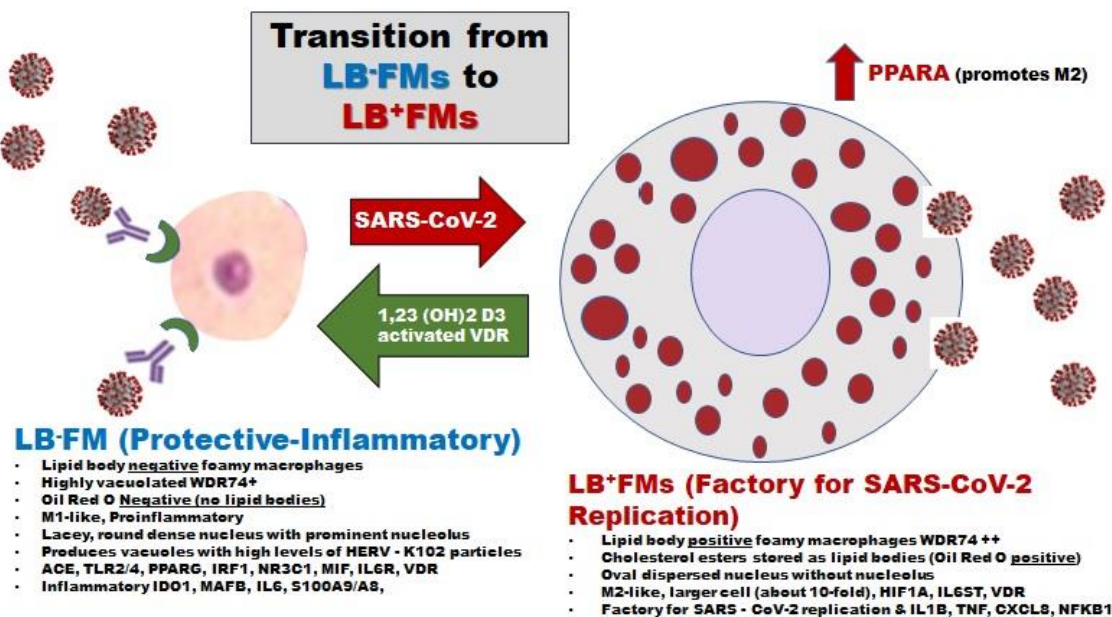 Transition from
LB-FMs to
LB+FMs
PPARA (promotes M2)
SARS-CoV-2
1,23 (OH)2 D3
activated VDR
LB-FM (Protective-Inflammatory)
• Lipid body negative foamy macrophages
• Highly vacuolated WDR74+
• Oil Red O Negative (no lipid bodies)
• M1-like, Proinflammatory
• Lacey, round dense nucleus with prominent nucleolus
• Produces vacuoles with high levels of HERV - K102 particles
• ACE, TLR2/4, PPARG, IRF1, NR3C1, MIF, IL6R, VDR
• Inflammatory IDO1, MAFB, IL6, S100A9/A8,
LB+FMs (Factory for SARS-CoV-2
Replication)
• Lipid body positive foamy macrophages WDR74 ++
• Cholesterol esters stored as lipid bodies (Oil Red O positive)
• Oval dispersed nucleus without nucleolus
• M2-like, larger cell (about 10-fold), HIF1A, IL6ST, VDR
• Factory for SARS - CoV-2 replication & IL1B, TNF, CXCL8, NFKB1